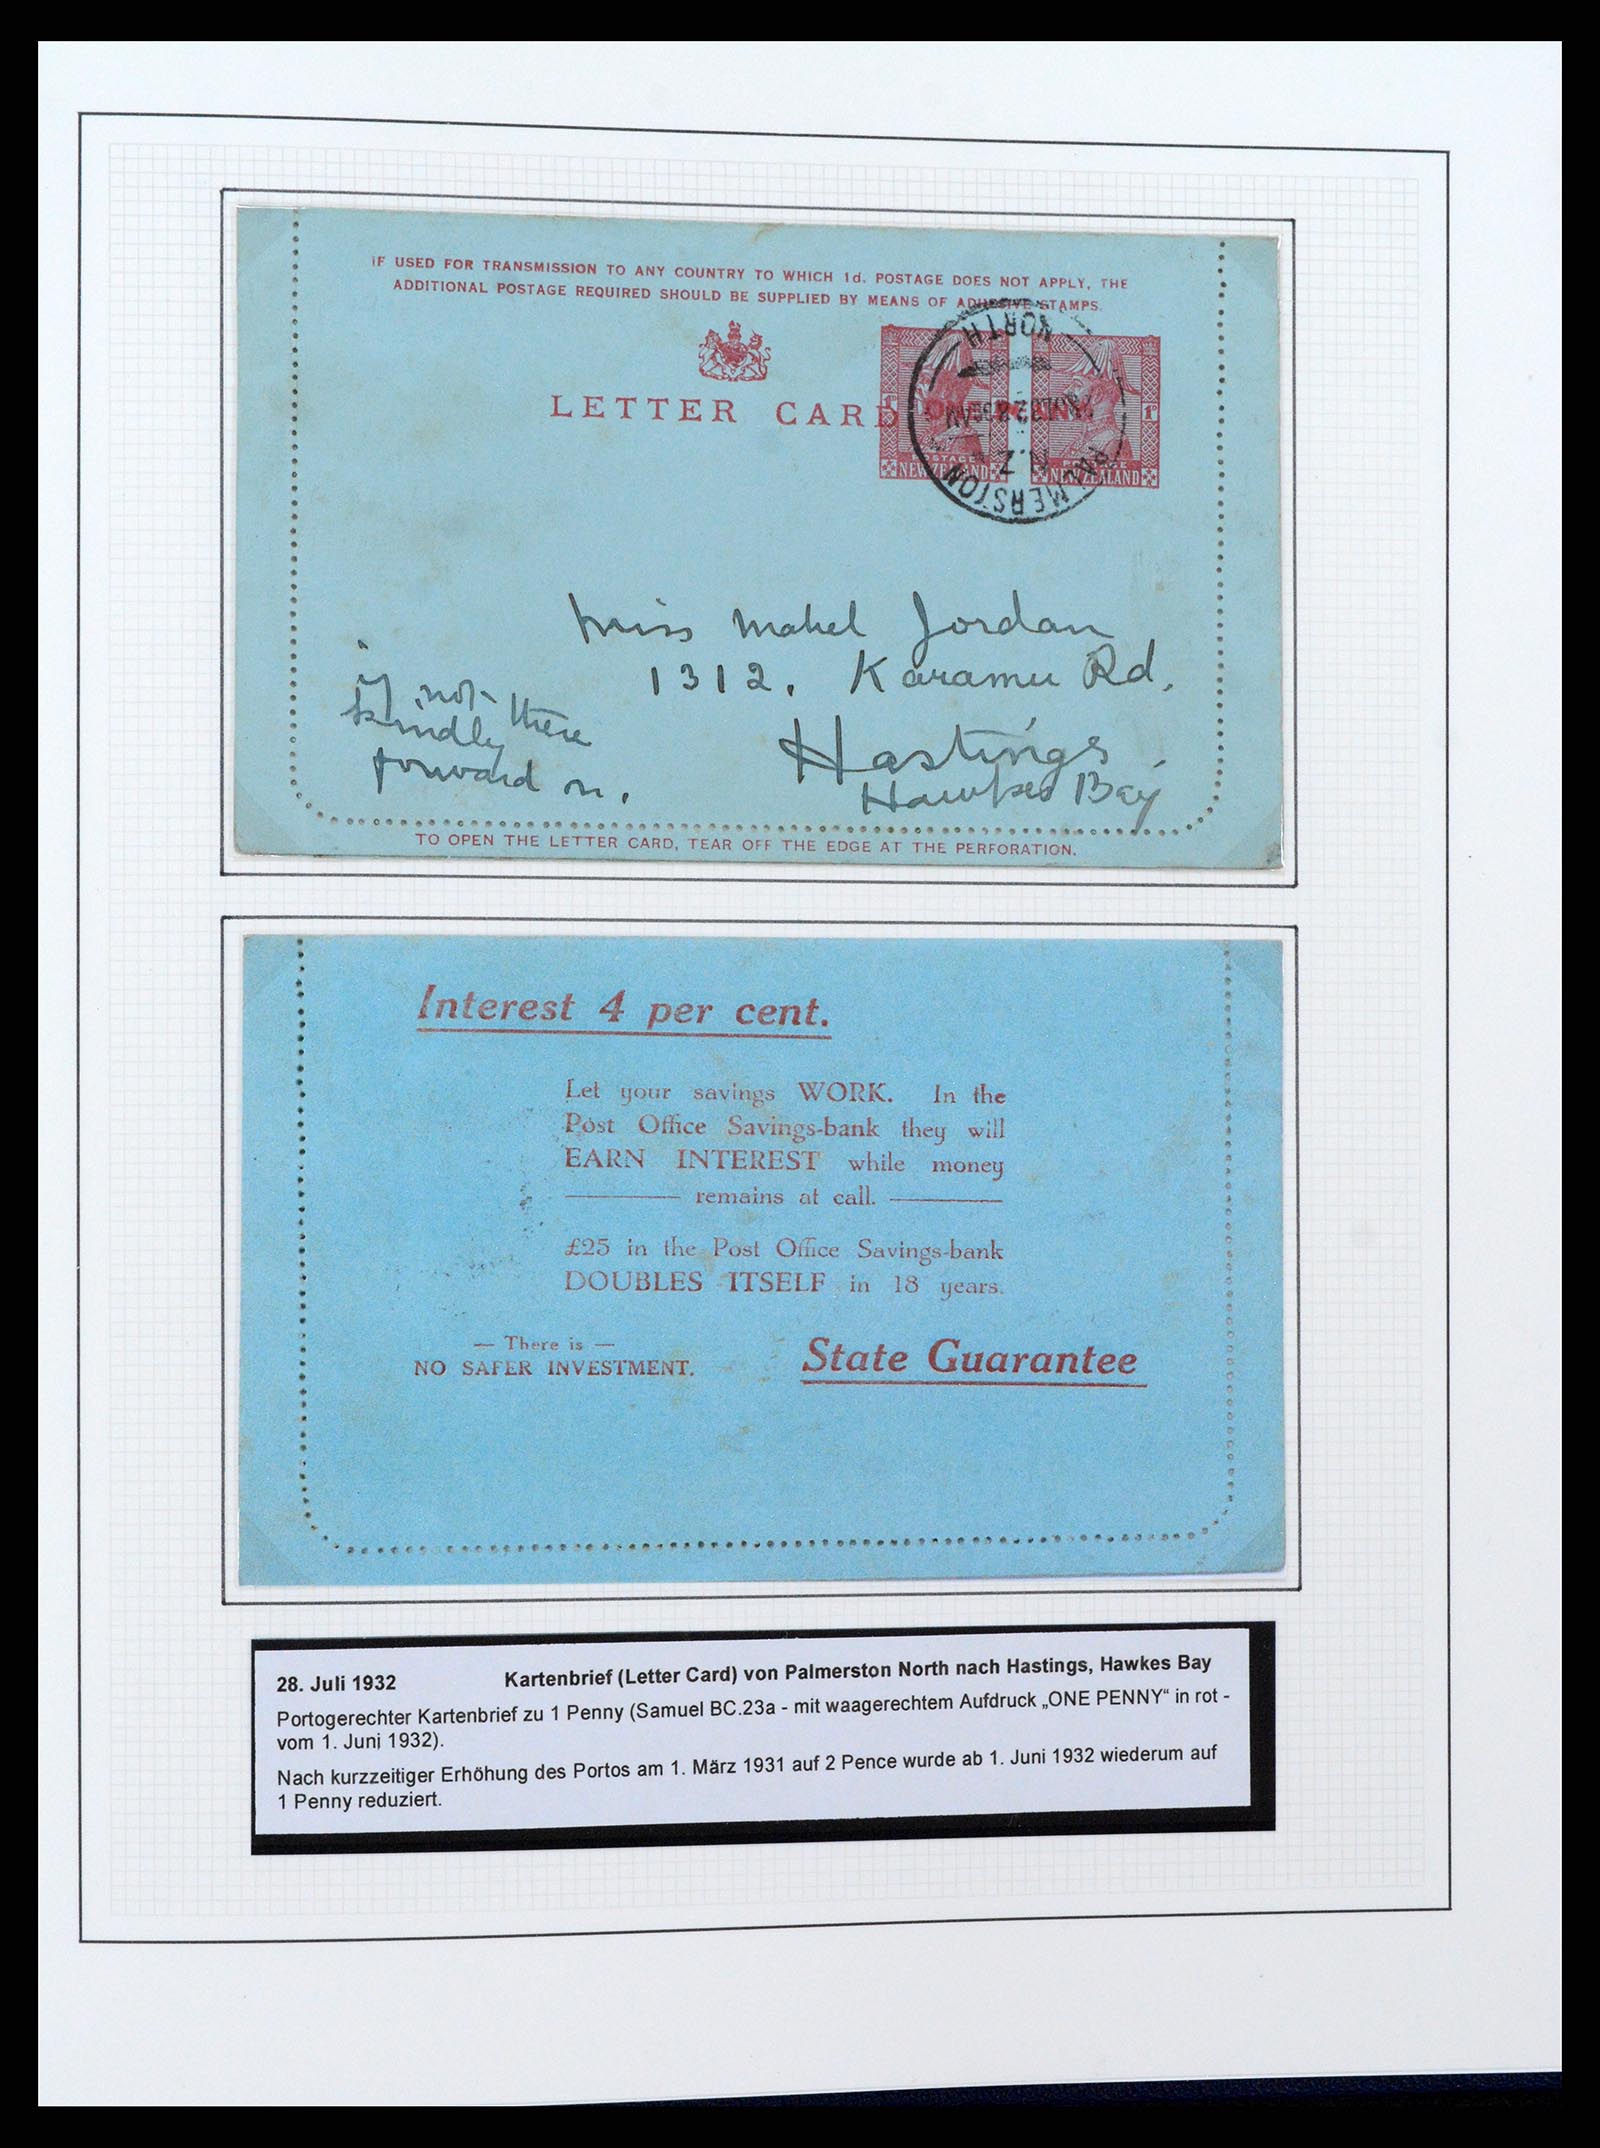 IF USED FOR TRANSMISSION TO ANY COUNTRY TO WHICH 1d. POSTAGE DOES NOT APPLY, THE
ADDITIONAL POSTAGE REQUIRED SHOULD BE SUPPLIED BY MEANS OF ADHESIVE STAMPS.
LETTER CARD
ONE PENNY
POSTAGE
NEW ZEALAND
1D
POSTAGE
NEW ZEALAND
PALMERSTON NORTH
N.Z.
Miss Mabel Jordan
1312. Karamu Rd.
Hastings
Hawkes Bay
if not there
kindly
forward on.
TO OPEN THE LETTER CARD, TEAR OFF THE EDGE AT THE PERFORATION.
Interest 4 per cent.
Let your savings WORK. In the
Post Office Savings-bank they will
EARN INTEREST while money
remains at call.
£25 in the Post Office Savings-bank
DOUBLES ITSELF in 18 years.
— There is —
NO SAFER INVESTMENT.
State Guarantee
28. Juli 1932 Kartenbrief (Letter Card) von Palmerston North nach Hastings, Hawkes Bay
Portogerechter Kartenbrief zu 1 Penny (Samuel BC.23a - mit waagerechtem Aufdruck „ONE PENNY“ in rot -
vom 1. Juni 1932).
Nach kurzzeitiger Erhöhung des Portos am 1. März 1931 auf 2 Pence wurde ab 1. Juni 1932 wiederum auf
1 Penny reduziert.